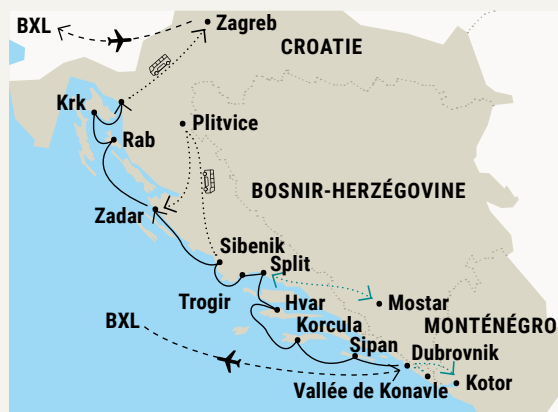 BXL
Zagreb
CROATIE
Krk
Plitvice
Rab
BOSNIR-HERZÉGOVINE
Zadar
Sibenik
Split
Trogir
Hvar
Mostar
BXL
Korcula
MONTÉNÉGRO
Sipan
Dubrovnik
Vallée de Konavle
Kotor